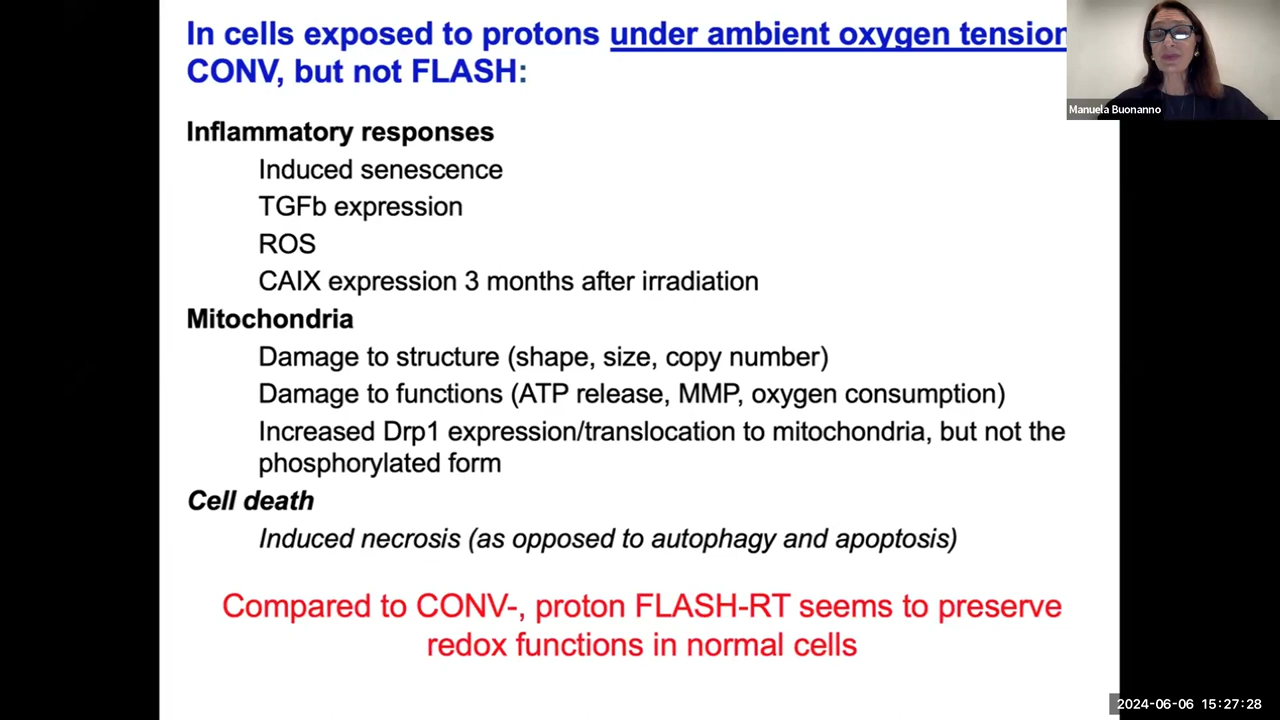 In cells exposed to protons under ambient oxygen tension
CONV, but not FLASH:
Manuela Buonanno
Inflammatory responses
Induced senescence
TGFb expression
ROS
CAIX expression 3 months after irradiation
Mitochondria
Damage to structure (shape, size, copy number)
Damage to functions (ATP release, MMP, oxygen consumption)
Increased Drp1 expression/translocation to mitochondria, but not the
phosphorylated form
Cell death
Induced necrosis (as opposed to autophagy and apoptosis)
Compared to CONV-, proton FLASH-RT seems to preserve
redox functions in normal cells
2024-06-06 15:27:28